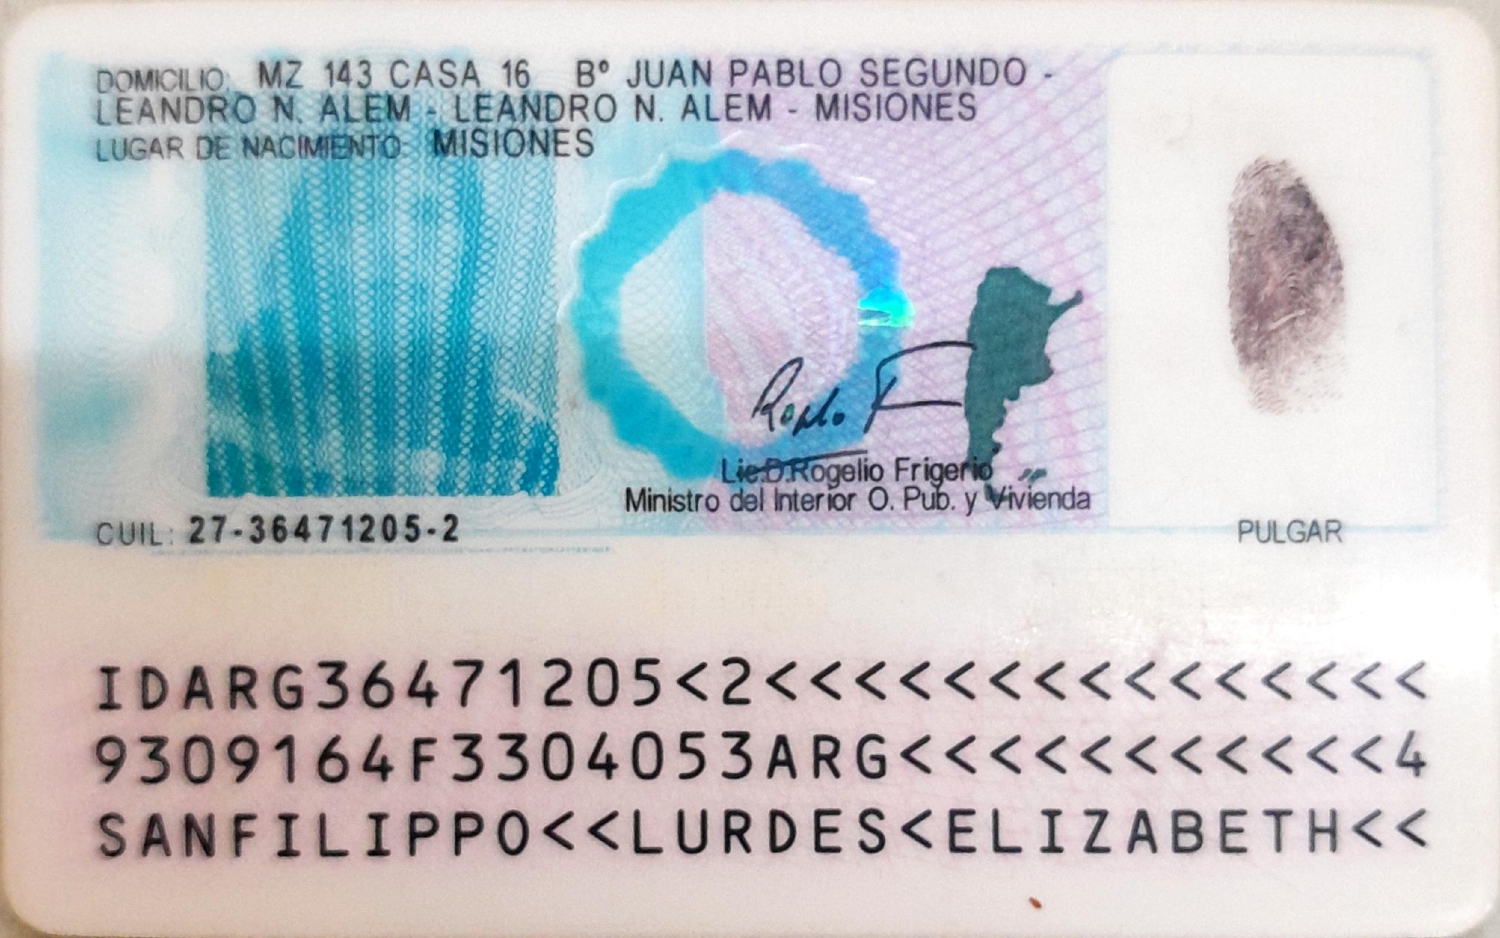 DOMICILIO: MZ 143 CASA 16 Bº JUAN PABLO SEGUNDO -
LEANDRO N. ALEM - LEANDRO N. ALEM - MISIONES
LUGAR DE NACIMIENTO: MISIONES
Lic.D.Rogelio Frigerio
Ministro del Interior O. Pub. y Vivienda
CUIL: 27-36471205-2
PULGAR
IDARG36471205<2<<<<<<<<<<<<<<<
9309164F3304053ARG<<<<<<<<<<<4
SANFILIPPO<<LURDES<ELIZABETH<<